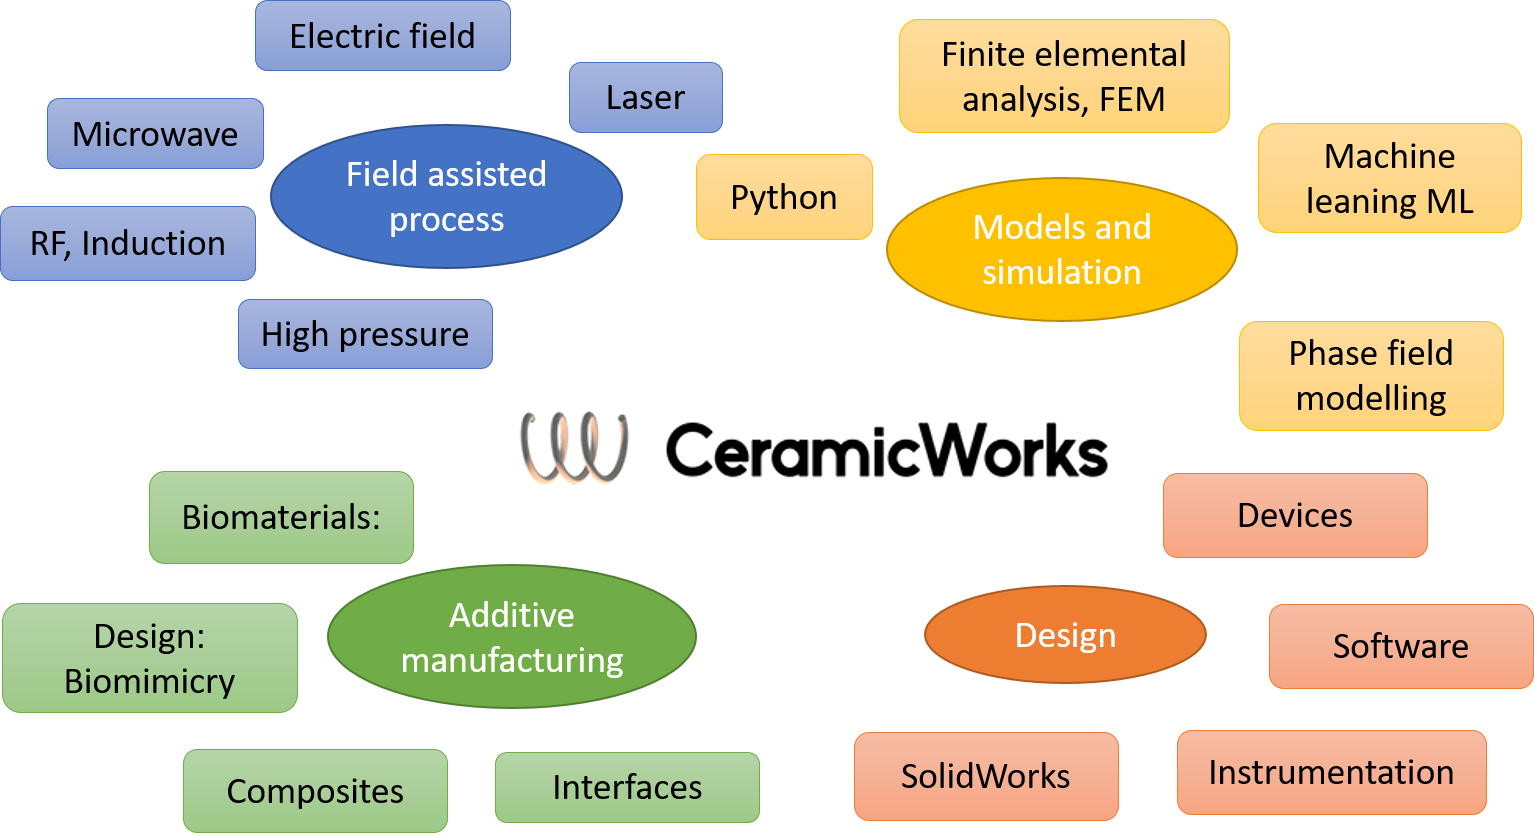 Electric field
Laser
Microwave
Field assisted
process
RF, Induction
High pressure
Finite elemental
analysis, FEM
Machine
leaning ML
Python
Models and
simulation
Phase field
modelling
CeramicWorks
Biomaterials:
Additive
manufacturing
Design:
Biomimicry
Composites
Interfaces
Devices
Design
Software
SolidWorks
Instrumentation